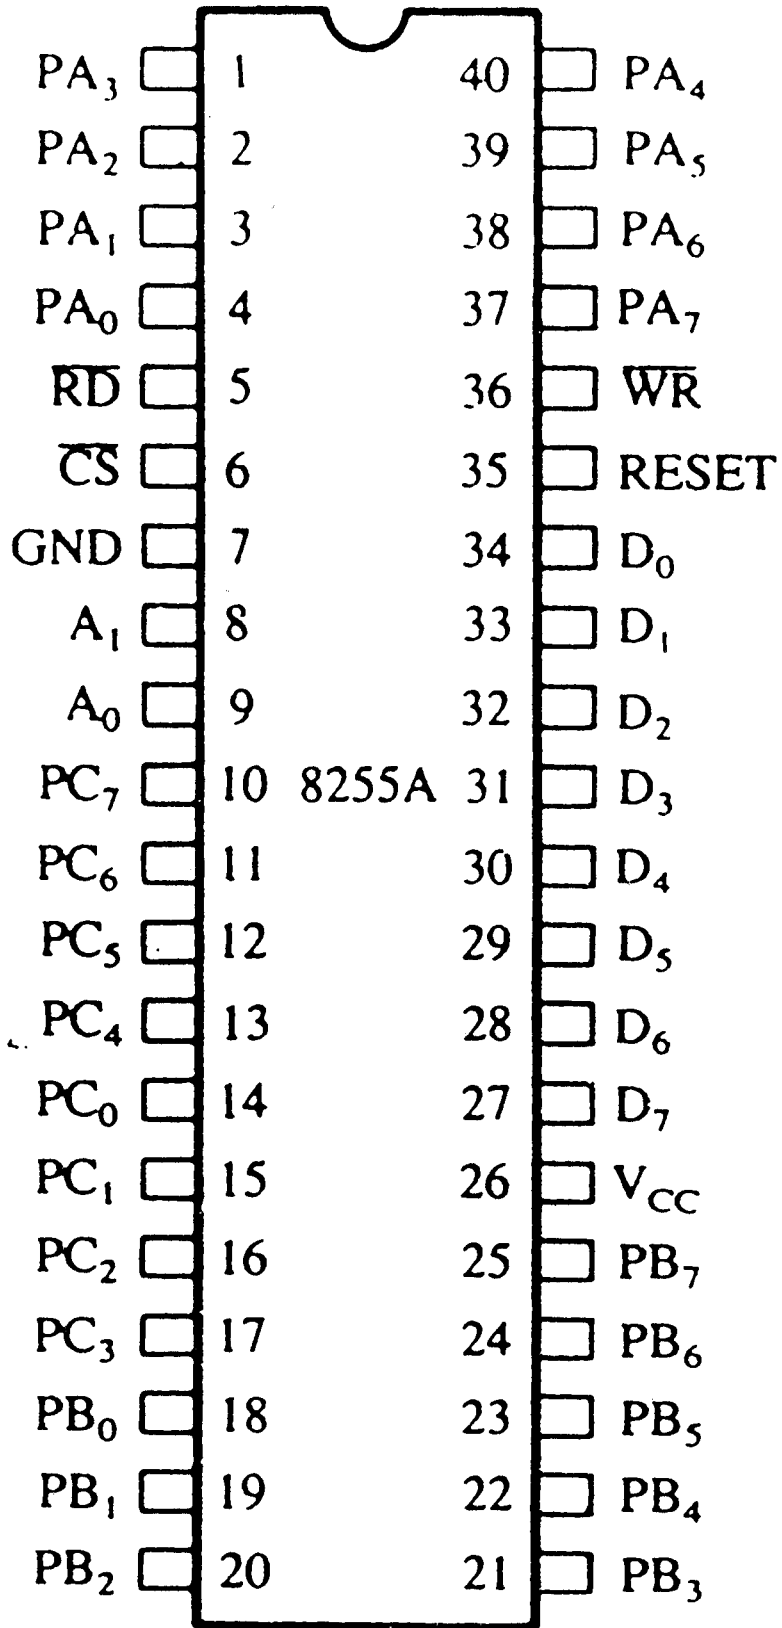 PA₃ 1 40 PA₄
PA₂ 2 39 PA₅
PA₁ 3 38 PA₆
PA₀ 4 37 PA₇
R̅D̅ 5 36 W̅R̅
C̅S̅ 6 35 RESET
GND 7 34 D₀
A₁ 8 33 D₁
A₀ 9 32 D₂
PC₇ 10 8255A 31 D₃
PC₆ 11 30 D₄
PC₅ 12 29 D₅
PC₄ 13 28 D₆
PC₀ 14 27 D₇
PC₁ 15 26 V_CC
PC₂ 16 25 PB₇
PC₃ 17 24 PB₆
PB₀ 18 23 PB₅
PB₁ 19 22 PB₄
PB₂ 20 21 PB₃